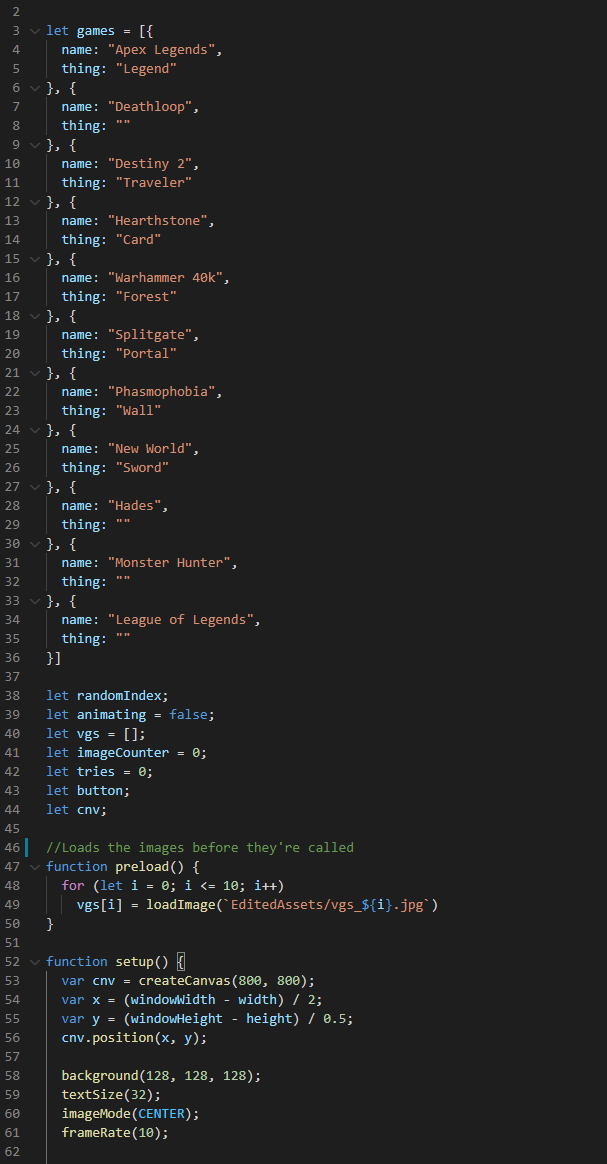 2
3 let games = [{
4 name: "Apex Legends",
5 thing: "Legend"
6 }, {
7 name: "Deathloop",
8 thing: ""
9 }, {
10 name: "Destiny 2",
11 thing: "Traveler"
12 }, {
13 name: "Hearthstone",
14 thing: "Card"
15 }, {
16 name: "Warhammer 40k",
17 thing: "Forest"
18 }, {
19 name: "Splitgate",
20 thing: "Portal"
21 }, {
22 name: "Phasmophobia",
23 thing: "Wall"
24 }, {
25 name: "New World",
26 thing: "Sword"
27 }, {
28 name: "Hades",
29 thing: ""
30 }, {
31 name: "Monster Hunter",
32 thing: ""
33 }, {
34 name: "League of Legends",
35 thing: ""
36 }]
37
38 let randomIndex;
39 let animating = false;
40 let vgs = [];
41 let imageCounter = 0;
42 let tries = 0;
43 let button;
44 let cnv;
45
46 //Loads the images before they're called
47 function preload() {
48 for (let i = 0; i <= 10; i++)
49 vgs[i] = loadImage(`EditedAssets/vgs_${i}.jpg`)
50 }
51
52 function setup() {
53 var cnv = createCanvas(800, 800);
54 var x = (windowWidth - width) / 2;
55 var y = (windowHeight - height) / 0.5;
56 cnv.position(x, y);
57
58 background(128, 128, 128);
59 textSize(32);
60 imageMode(CENTER);
61 frameRate(10);
62